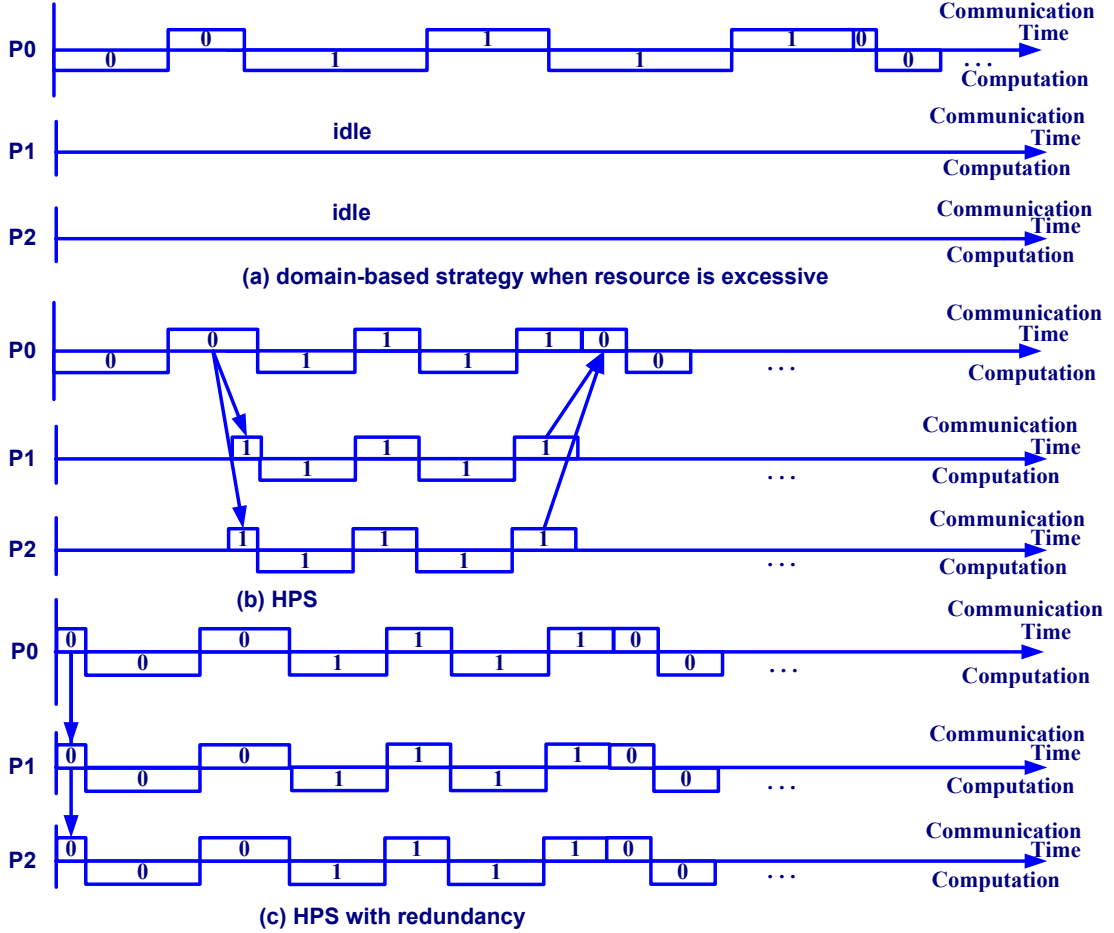 Communication
Time
P0
0 0 1 1 1 1 0 0 . . .
Computation
Communication
idle
Time
P1
Computation
idle
Communication
Time
P2
Computation
(a) domain-based strategy when resource is excessive
Communication
Time
P0
0 0 1 1 1 1 0 0 . . .
Computation
Communication
Time
P1
1 1 1 1 1 . . .
Computation
Communication
Time
P2
1 1 1 1 1 . . .
Computation
(b) HPS
Communication
Time
P0
0 0 0 1 1 1 1 0 0 . . .
Computation
Communication
Time
P1
0 0 0 1 1 1 1 0 0 . . .
Computation
Communication
Time
P2
0 0 0 1 1 1 1 0 0 . . .
Computation
(c) HPS with redundancy